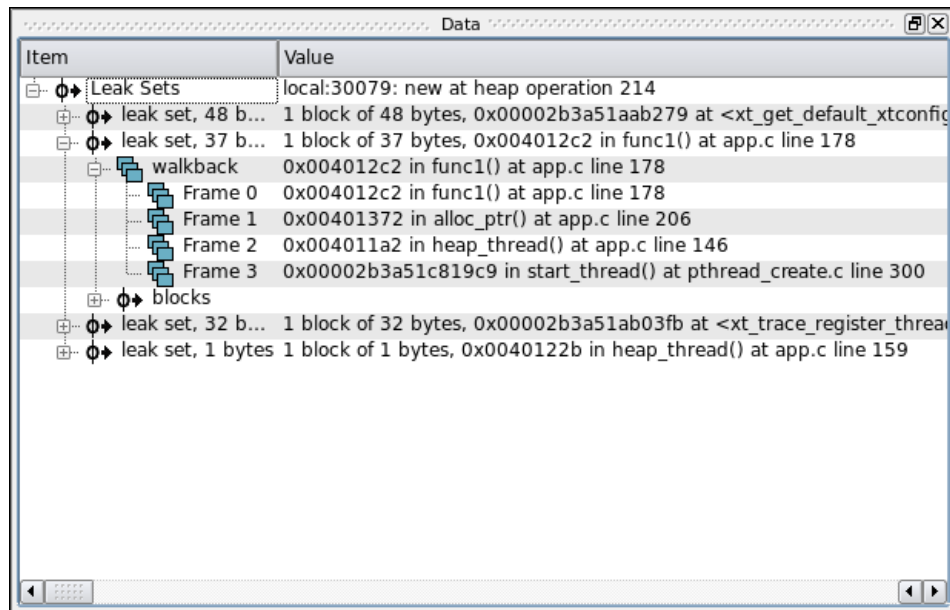 Data
Item Value
Leak Sets local:30079: new at heap operation 214
leak set, 48 b... 1 block of 48 bytes, 0x00002b3a51aab279 at <xt_get_default_xtconfig
leak set, 37 b... 1 block of 37 bytes, 0x004012c2 in func1() at app.c line 178
walkback 0x004012c2 in func1() at app.c line 178
Frame 0 0x004012c2 in func1() at app.c line 178
Frame 1 0x00401372 in alloc_ptr() at app.c line 206
Frame 2 0x004011a2 in heap_thread() at app.c line 146
Frame 3 0x00002b3a51c819c9 in start_thread() at pthread_create.c line 300
blocks
leak set, 32 b... 1 block of 32 bytes, 0x00002b3a51ab03fb at <xt_trace_register_thread
leak set, 1 bytes 1 block of 1 bytes, 0x0040122b in heap_thread() at app.c line 159